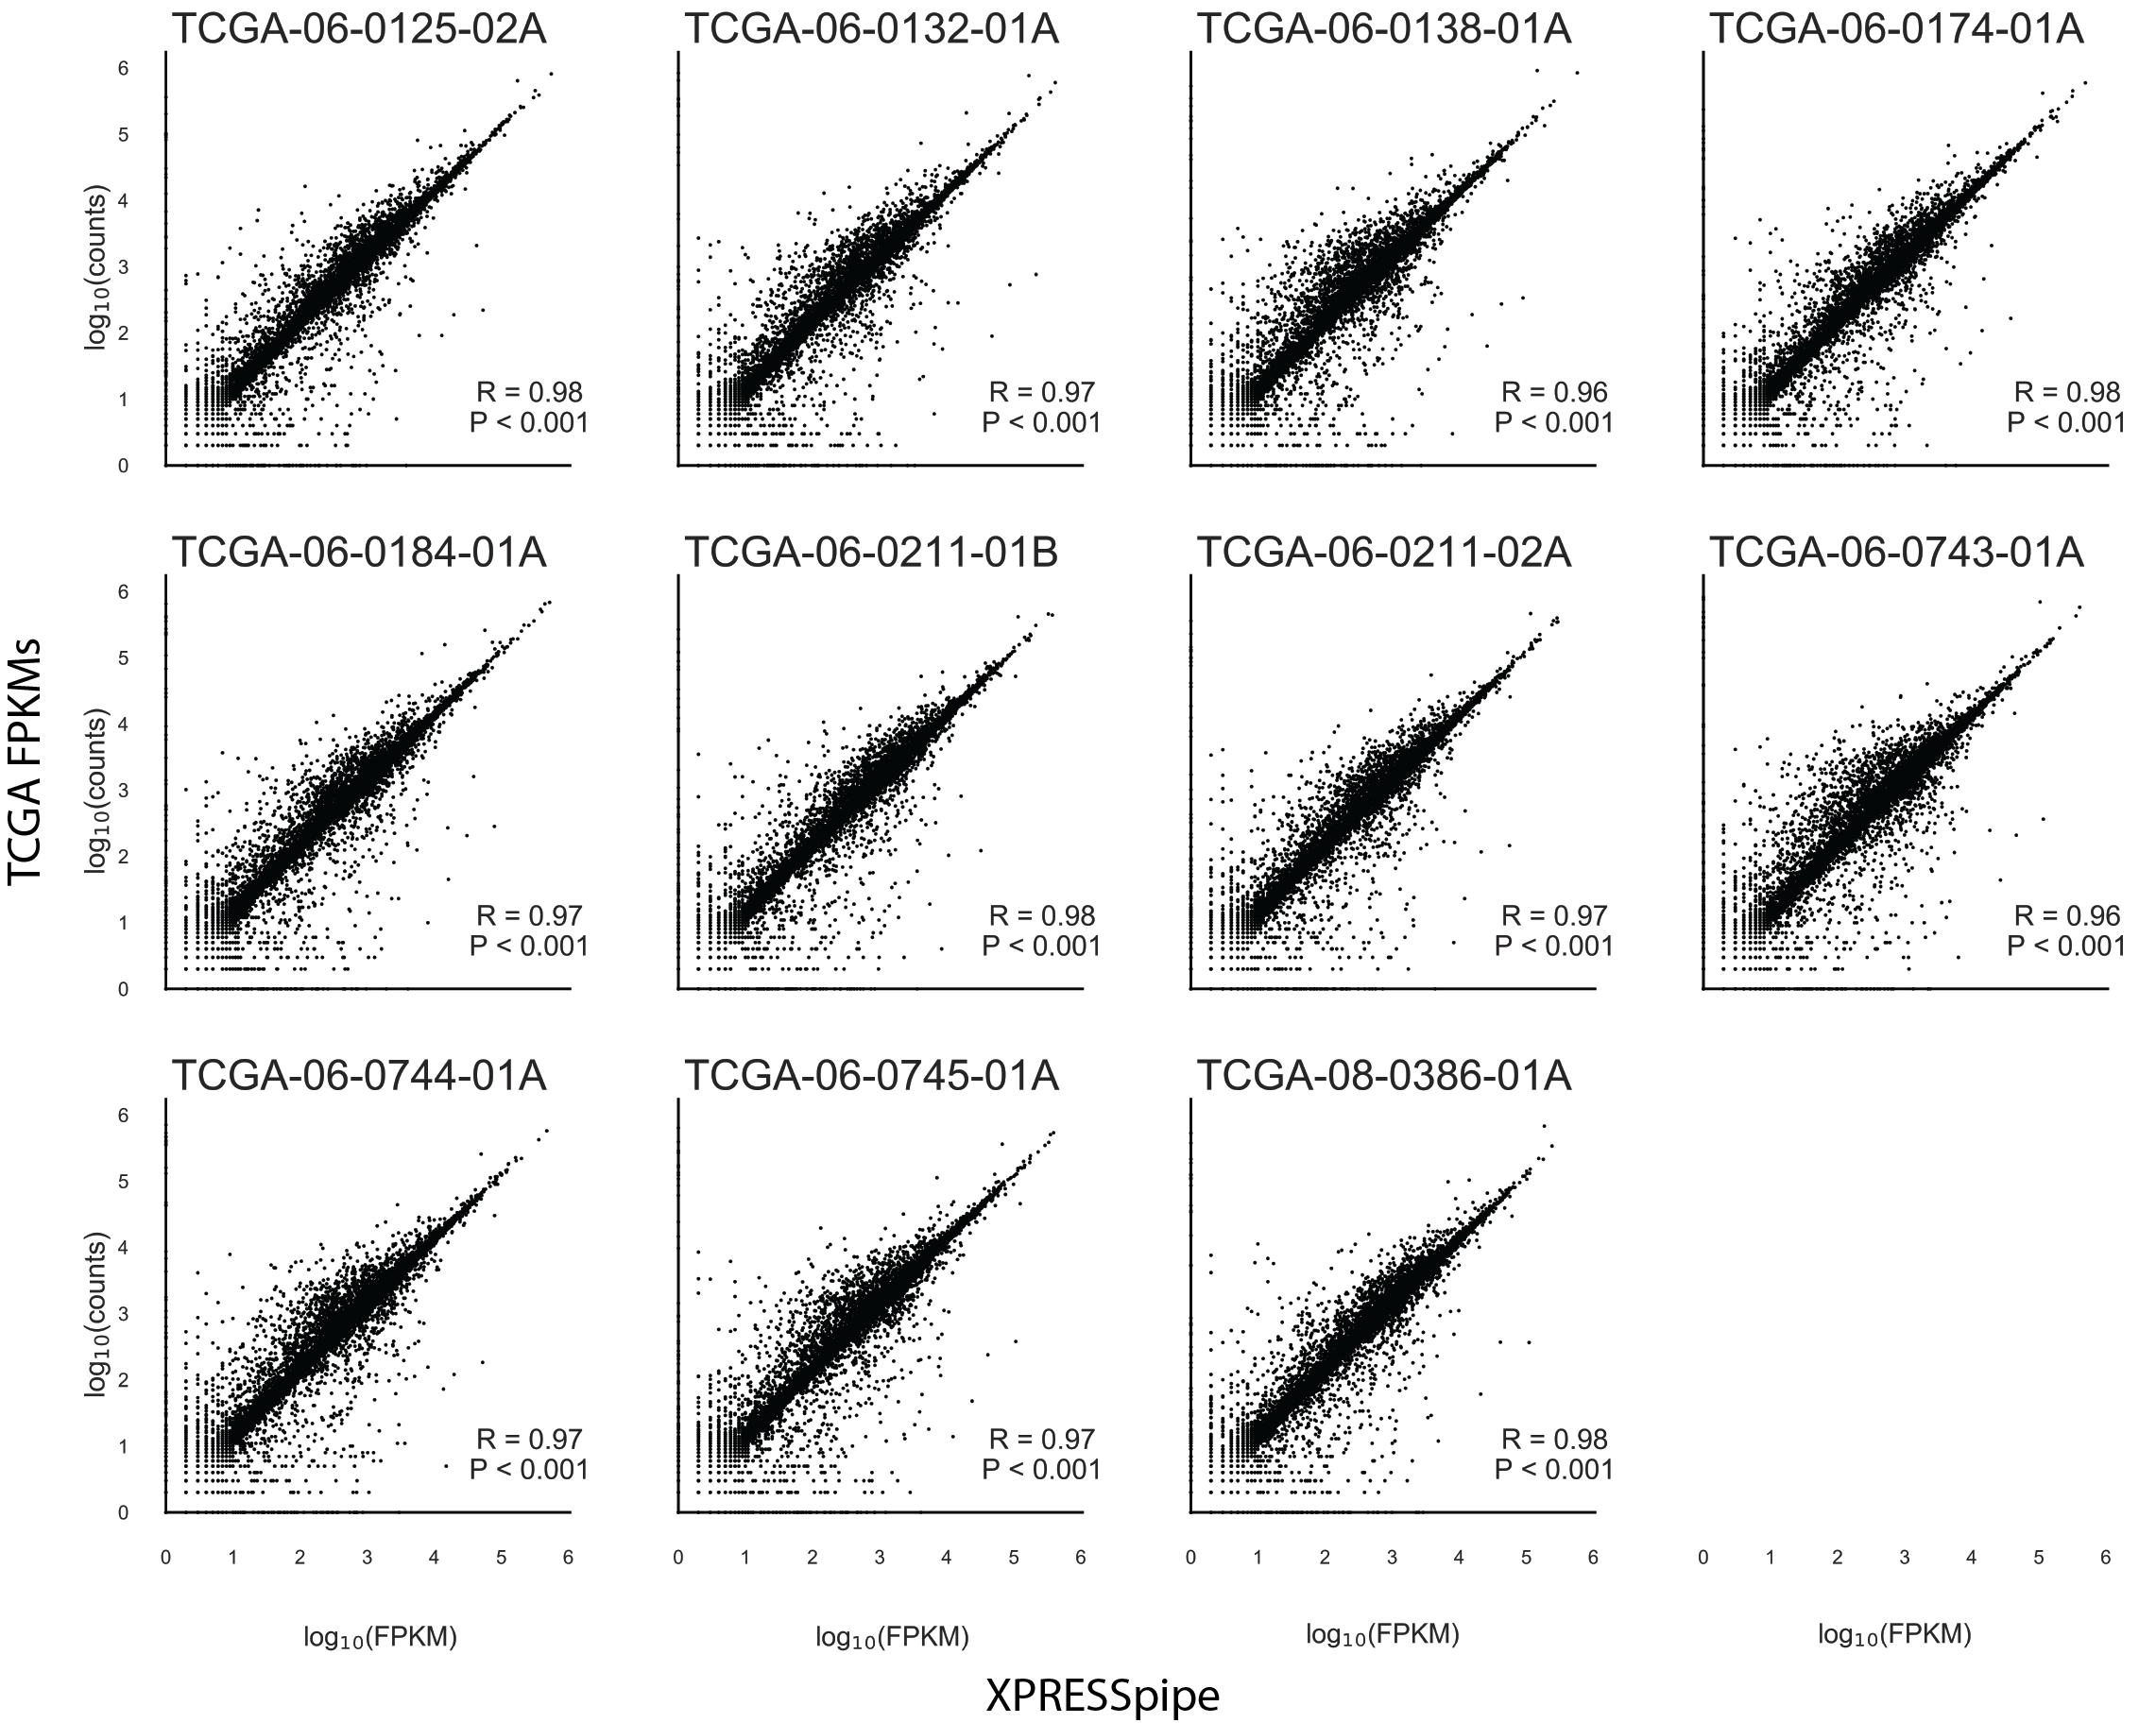 TCGA-06-0125-02A
TCGA-06-0132-01A
TCGA-06-0138-01A
TCGA-06-0174-01A
6
5
4
3
2
1
0
log10(counts)
R = 0.98
P < 0.001
R = 0.97
P < 0.001
R = 0.96
P < 0.001
R = 0.98
P < 0.001
TCGA FPKMs
TCGA-06-0184-01A
TCGA-06-0211-01B
TCGA-06-0211-02A
TCGA-06-0743-01A
6
5
4
3
2
1
0
log10(counts)
R = 0.97
P < 0.001
R = 0.98
P < 0.001
R = 0.97
P < 0.001
R = 0.96
P < 0.001
TCGA-06-0744-01A
TCGA-06-0745-01A
TCGA-08-0386-01A
6
5
4
3
2
1
0
log10(counts)
R = 0.97
P < 0.001
R = 0.97
P < 0.001
R = 0.98
P < 0.001
0 1 2 3 4 5 6
0 1 2 3 4 5 6
0 1 2 3 4 5 6
0 1 2 3 4 5 6
log10(FPKM)
log10(FPKM)
log10(FPKM)
log10(FPKM)
XPRESSpipe